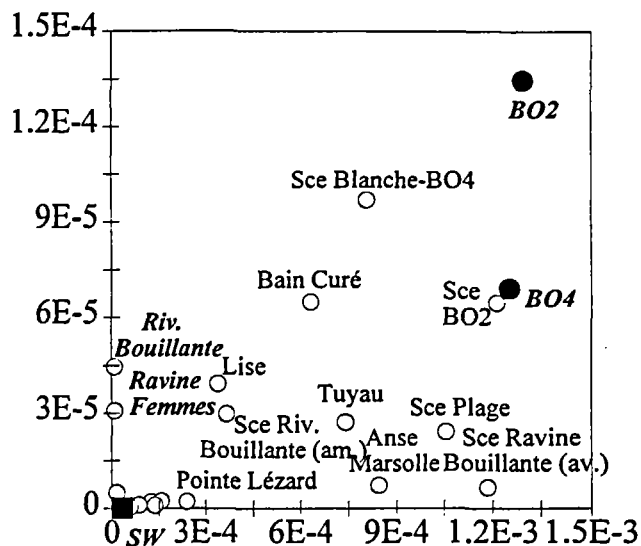 1.5E-4
BO2
1.2E-4
Sce Blanche-BO4
9E-5
Bain Curé
Sce
BO2
BO4
6E-5
Riv.
Bouillante
Lise
Ravine
Femmes
3E-5
Tuyau
Sce Plage
Sce Riv.
Bouillante (am.)
Anse
Marsolle
Sce Ravine
Bouillante (av.)
Pointe Lézard
0
SW
0 3E-4 6E-4 9E-4 1.2E-3 1.5E-3